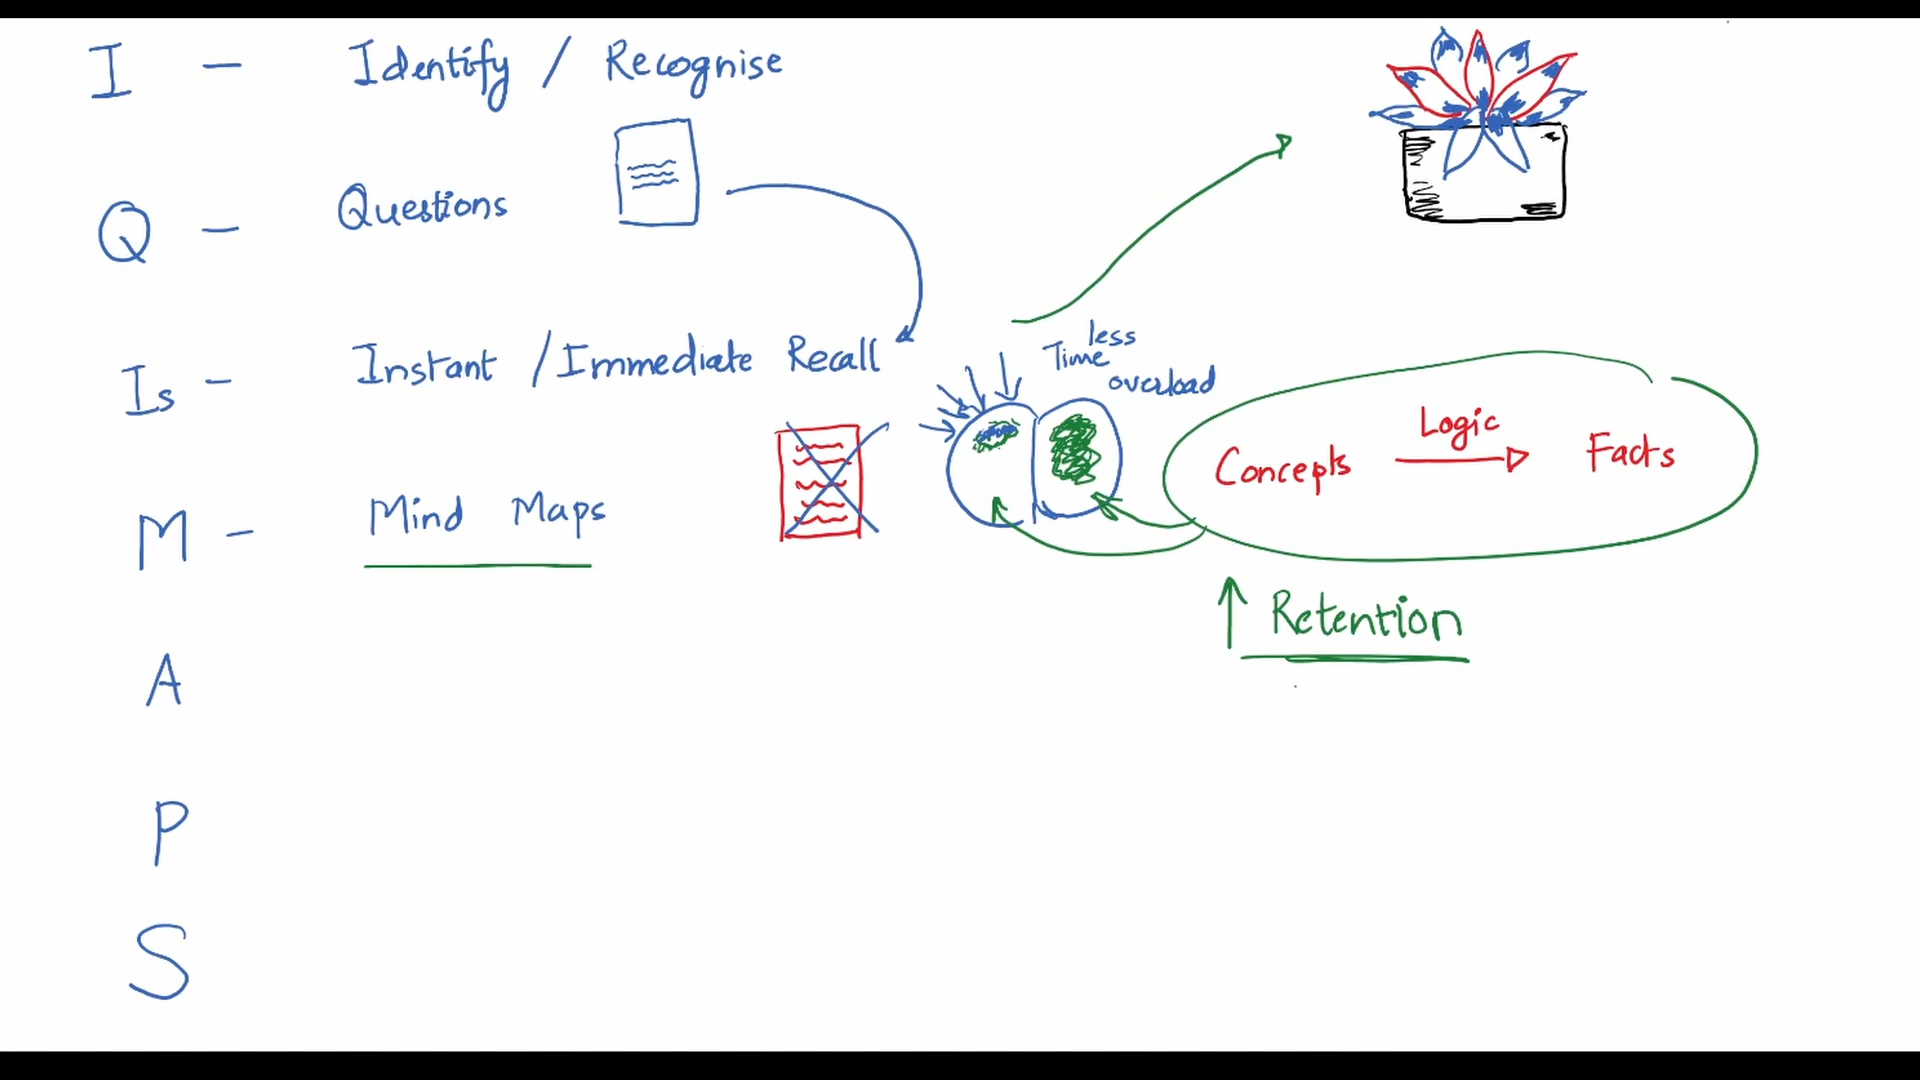 I - Identify / Recognise
Q - Questions
Is - Instant / Immediate Recall
less
Time
overload
Concepts
Logic
Facts
M - Mind Maps
Retention
A
P
S